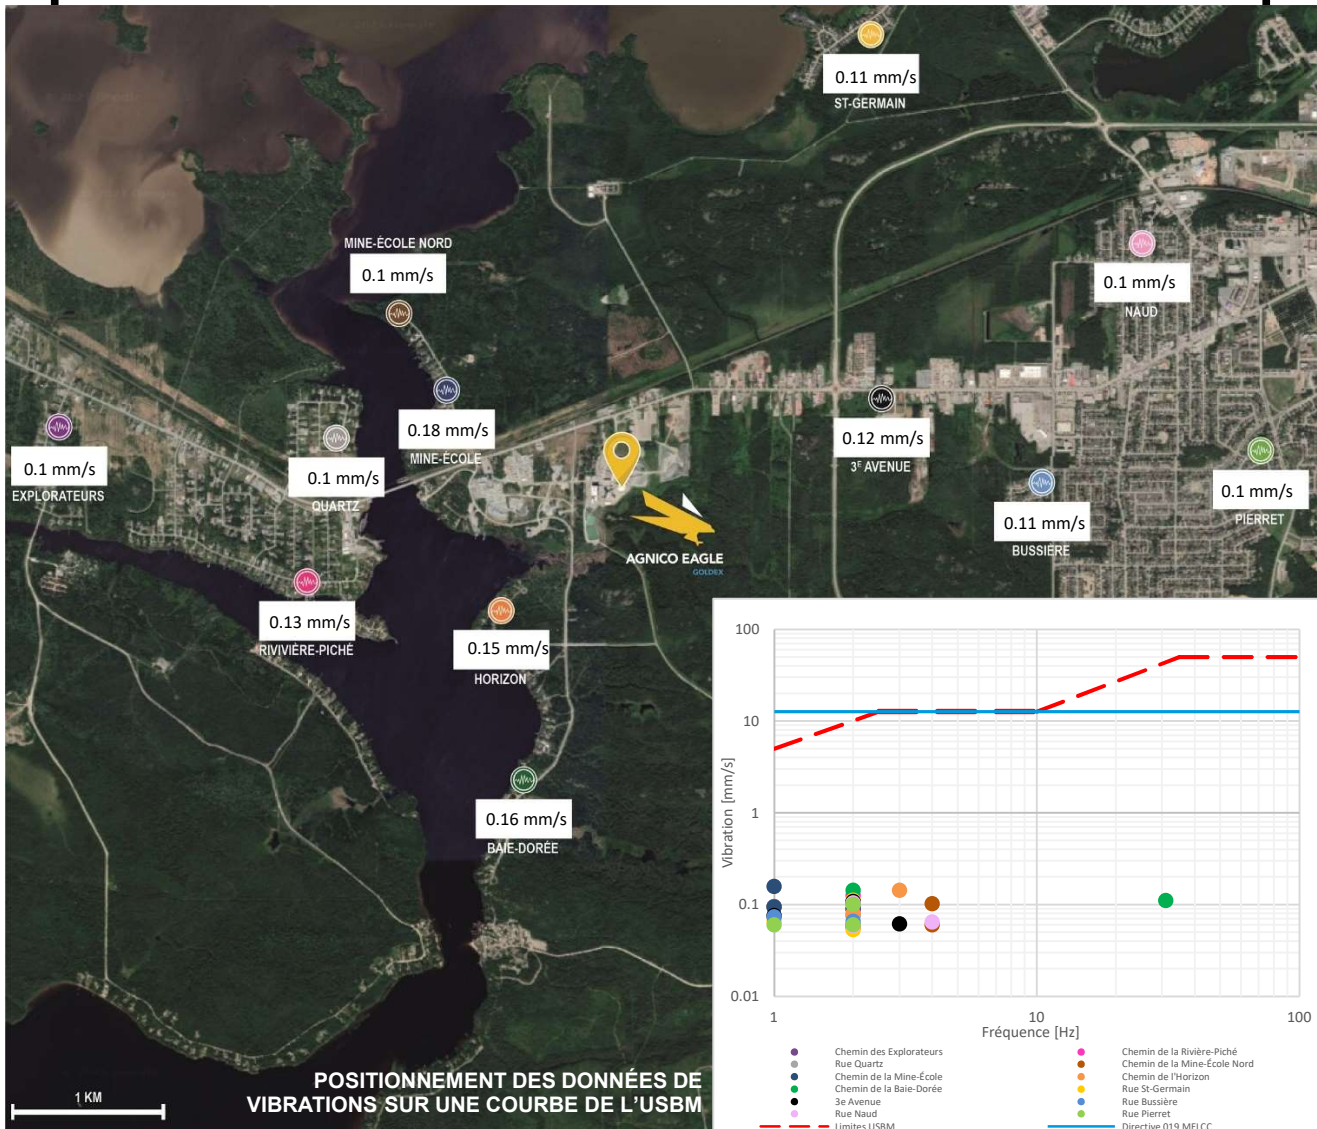 0.11 mm/s
ST-GERMAIN
MINE-ÉCOLE NORD
0.1 mm/s
0.1 mm/s
NAUD
0.18 mm/s
MINE-ÉCOLE
0.12 mm/s
3E AVENUE
0.1 mm/s
EXPLORATEURS
0.1 mm/s
QUARTZ
0.1 mm/s
PIERRET
0.11 mm/s
BUSSIÈRE
AGNICO EAGLE
GOLDEX
0.13 mm/s
RIVIVIÈRE-PICHÉ
0.15 mm/s
HORIZON
0.16 mm/s
BAIE-DORÉE
1 KM
POSITIONNEMENT DES DONNÉES DE
VIBRATIONS SUR UNE COURBE DE L'USBM
100
10
1
0.1
0.01
Vibration [mm/s]
1
10
100
Fréquence [Hz]
Chemin des Explorateurs
Chemin de la Rivière-Piché
Rue Quartz
Chemin de la Mine-École Nord
Chemin de la Mine-École
Chemin de l'Horizon
Chemin de la Baie-Dorée
Rue St-Germain
3e Avenue
Rue Bussière
Rue Naud
Rue Pierret
Limites USBM
Directive 019 MELCC